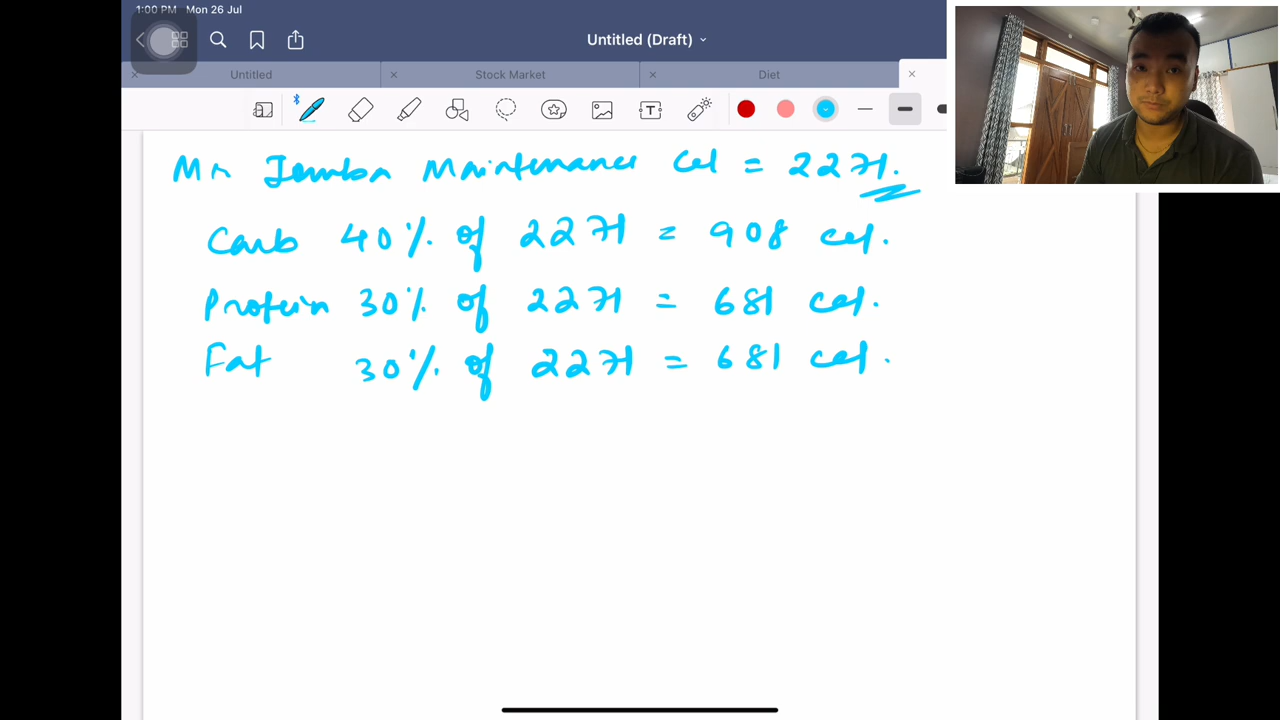 1:00 PM Mon 26 Jul
Untitled (Draft)
Untitled Stock Market Diet
T
Mr Maintenance Cal = 2271.
Carb 40% of 2271 = 908 cal.
Protein 30% of 2271 = 681 cal.
Fat 30% of 2271 = 681 cal.